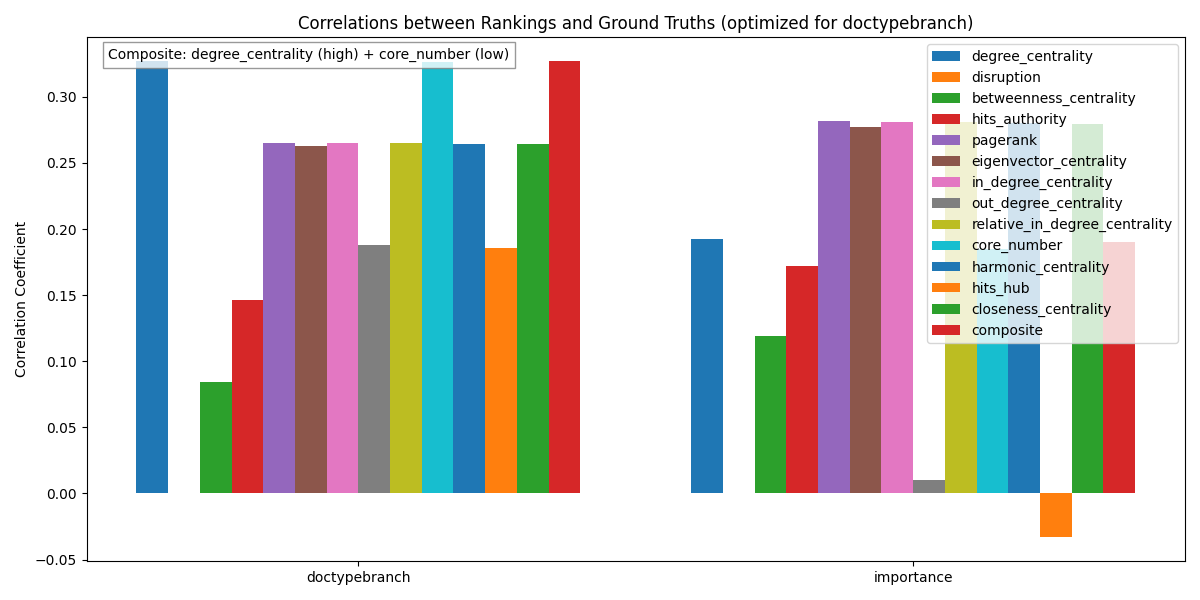 Correlations between Rankings and Ground Truths (optimized for doctypebranch)
Composite: degree_centrality (high) + core_number (low)
degree_centrality
disruption
betweenness_centrality
hits_authority
pagerank
eigenvector_centrality
in_degree_centrality
out_degree_centrality
relative_in_degree_centrality
core_number
harmonic_centrality
hits_hub
closeness_centrality
composite
Correlation Coefficient
0.30
0.25
0.20
0.15
0.10
0.05
0.00
−0.05
doctypebranch
importance